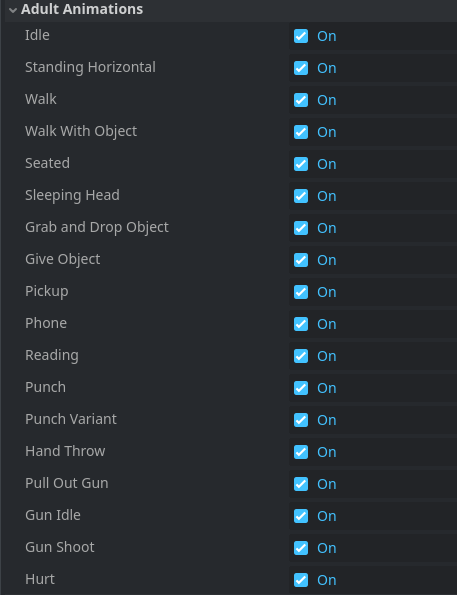 Adult Animations
Idle On
Standing Horizontal On
Walk On
Walk With Object On
Seated On
Sleeping Head On
Grab and Drop Object On
Give Object On
Pickup On
Phone On
Reading On
Punch On
Punch Variant On
Hand Throw On
Pull Out Gun On
Gun Idle On
Gun Shoot On
Hurt On